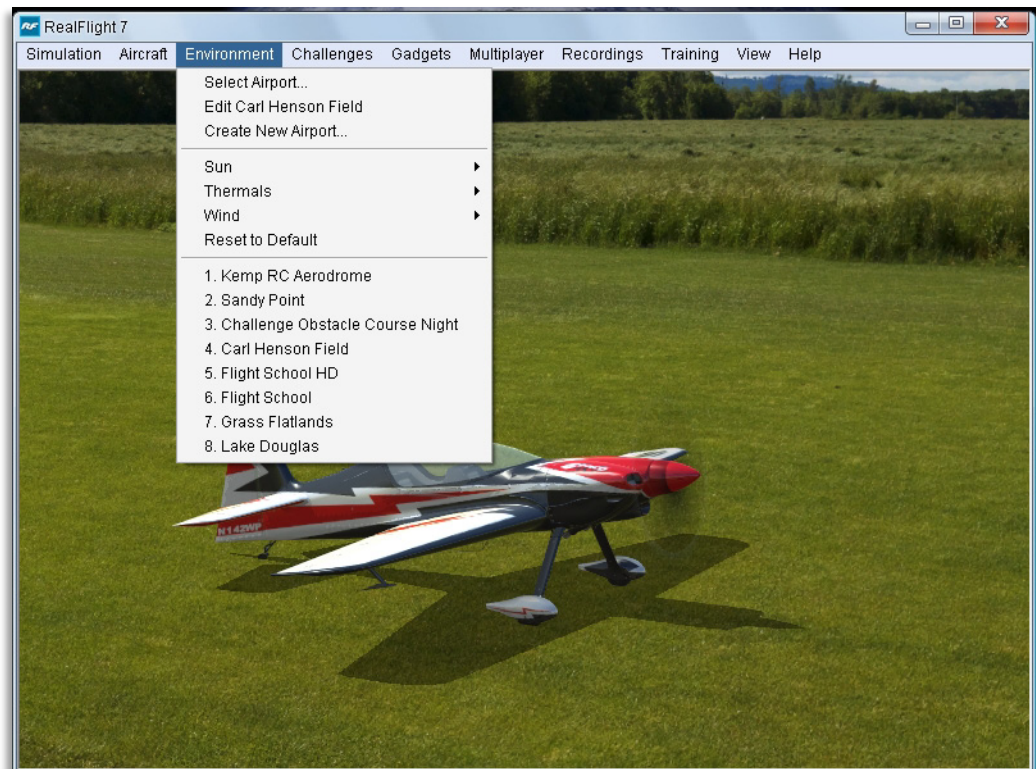 RF RealFlight 7
Simulation Aircraft Environment Challenges Gadgets Multiplayer Recordings Training View Help
Select Airport...
Edit Carl Henson Field
Create New Airport...
Sun
Thermals
Wind
Reset to Default
1. Kemp RC Aerodrome
2. Sandy Point
3. Challenge Obstacle Course Night
4. Carl Henson Field
5. Flight School HD
6. Flight School
7. Grass Flatlands
8. Lake Douglas
N142WP